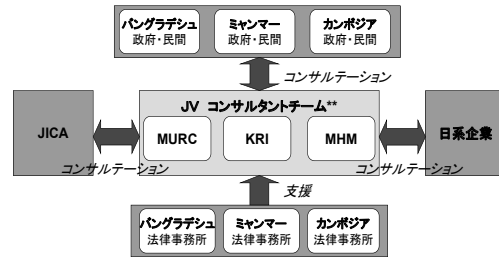 バングラデシュ ミャンマー カンボジア
政府・民間 政府・民間 政府・民間
コンサルテーション
JV コンサルタントチーム**
JICA MURC KRI MHM 日系企業
コンサルテーション コンサルテーション
支援
バングラデシュ ミャンマー カンボジア
法律事務所 法律事務所 法律事務所